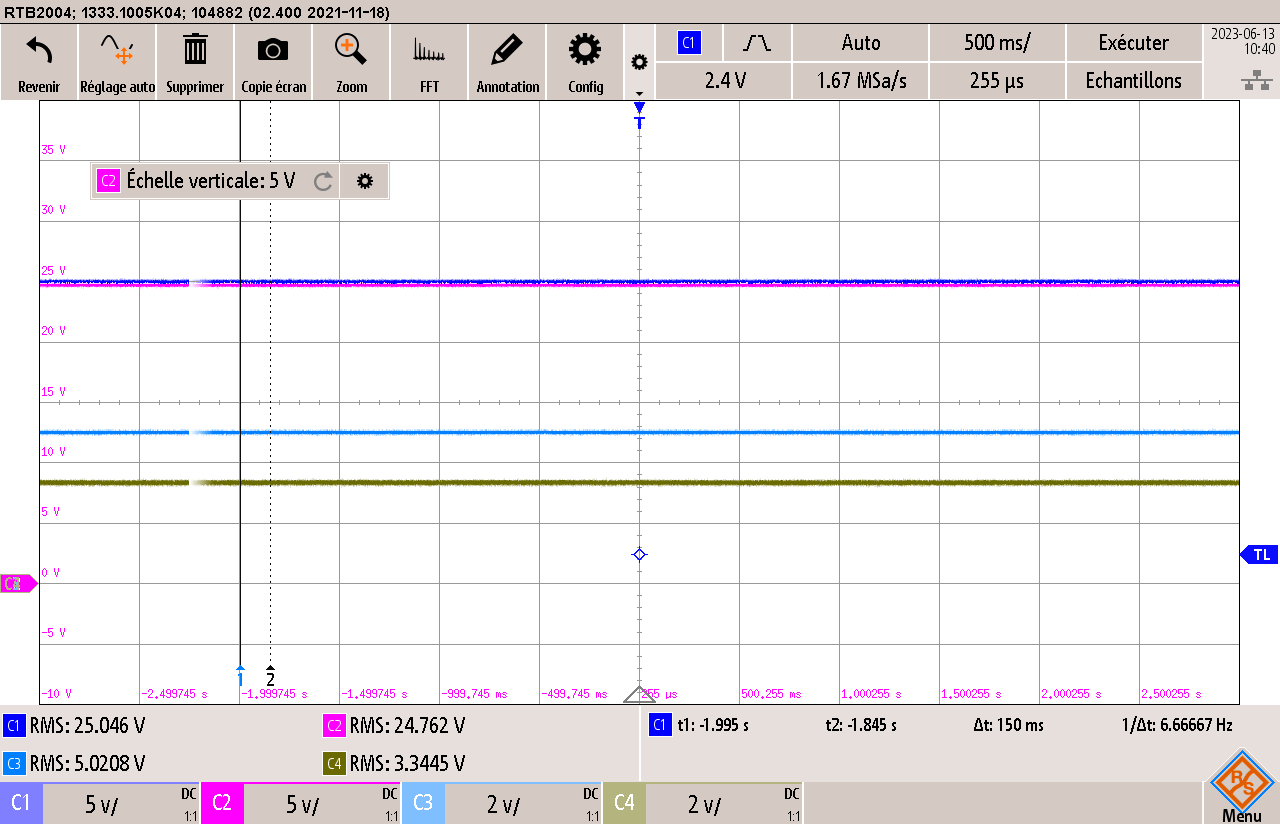 RTB2004; 1333.1005K04; 104882 (02.400 2021-11-18)
Revenir
Réglage auto
Supprimer
Copie écran
Zoom
FFT
Annotation
Config
C1
Auto
500 ms/
Exécuter
2023-06-13
10:40
2.4 V
1.67 MSa/s
255 µs
Echantillons
T
35 V
C2 Échelle verticale: 5 V
30 V
25 V
20 V
15 V
10 V
5 V
TL
0 V
-5 V
1
2
-10 V
-2,499745 s
-1,999745 s
-1,499745 s
-999,745 ms
-499,745 ms
255 µs
500,255 ms
1,000255 s
1,500255 s
2,000255 s
2,500255 s
C1 RMS: 25.046 V
C2 RMS: 24.762 V
C1 t1: -1.995 s
t2: -1.845 s
Δt: 150 ms
1/Δt: 6.66667 Hz
C3 RMS: 5.0208 V
C4 RMS: 3.3445 V
C1 5 V/ DC 1:1
C2 5 V/ DC 1:1
C3 2 V/ DC 1:1
C4 2 V/ DC 1:1
R S
Menu